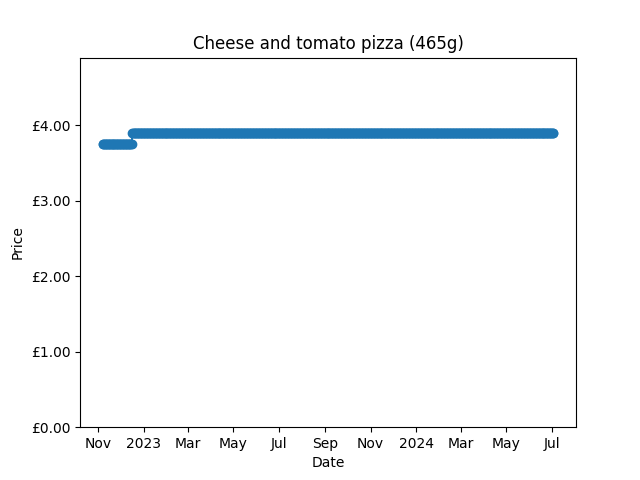 Cheese and tomato pizza (465g)
£4.00
£3.00
£2.00
£1.00
£0.00
Price
Nov 2023 Mar May Jul Sep Nov 2024 Mar May Jul
Date